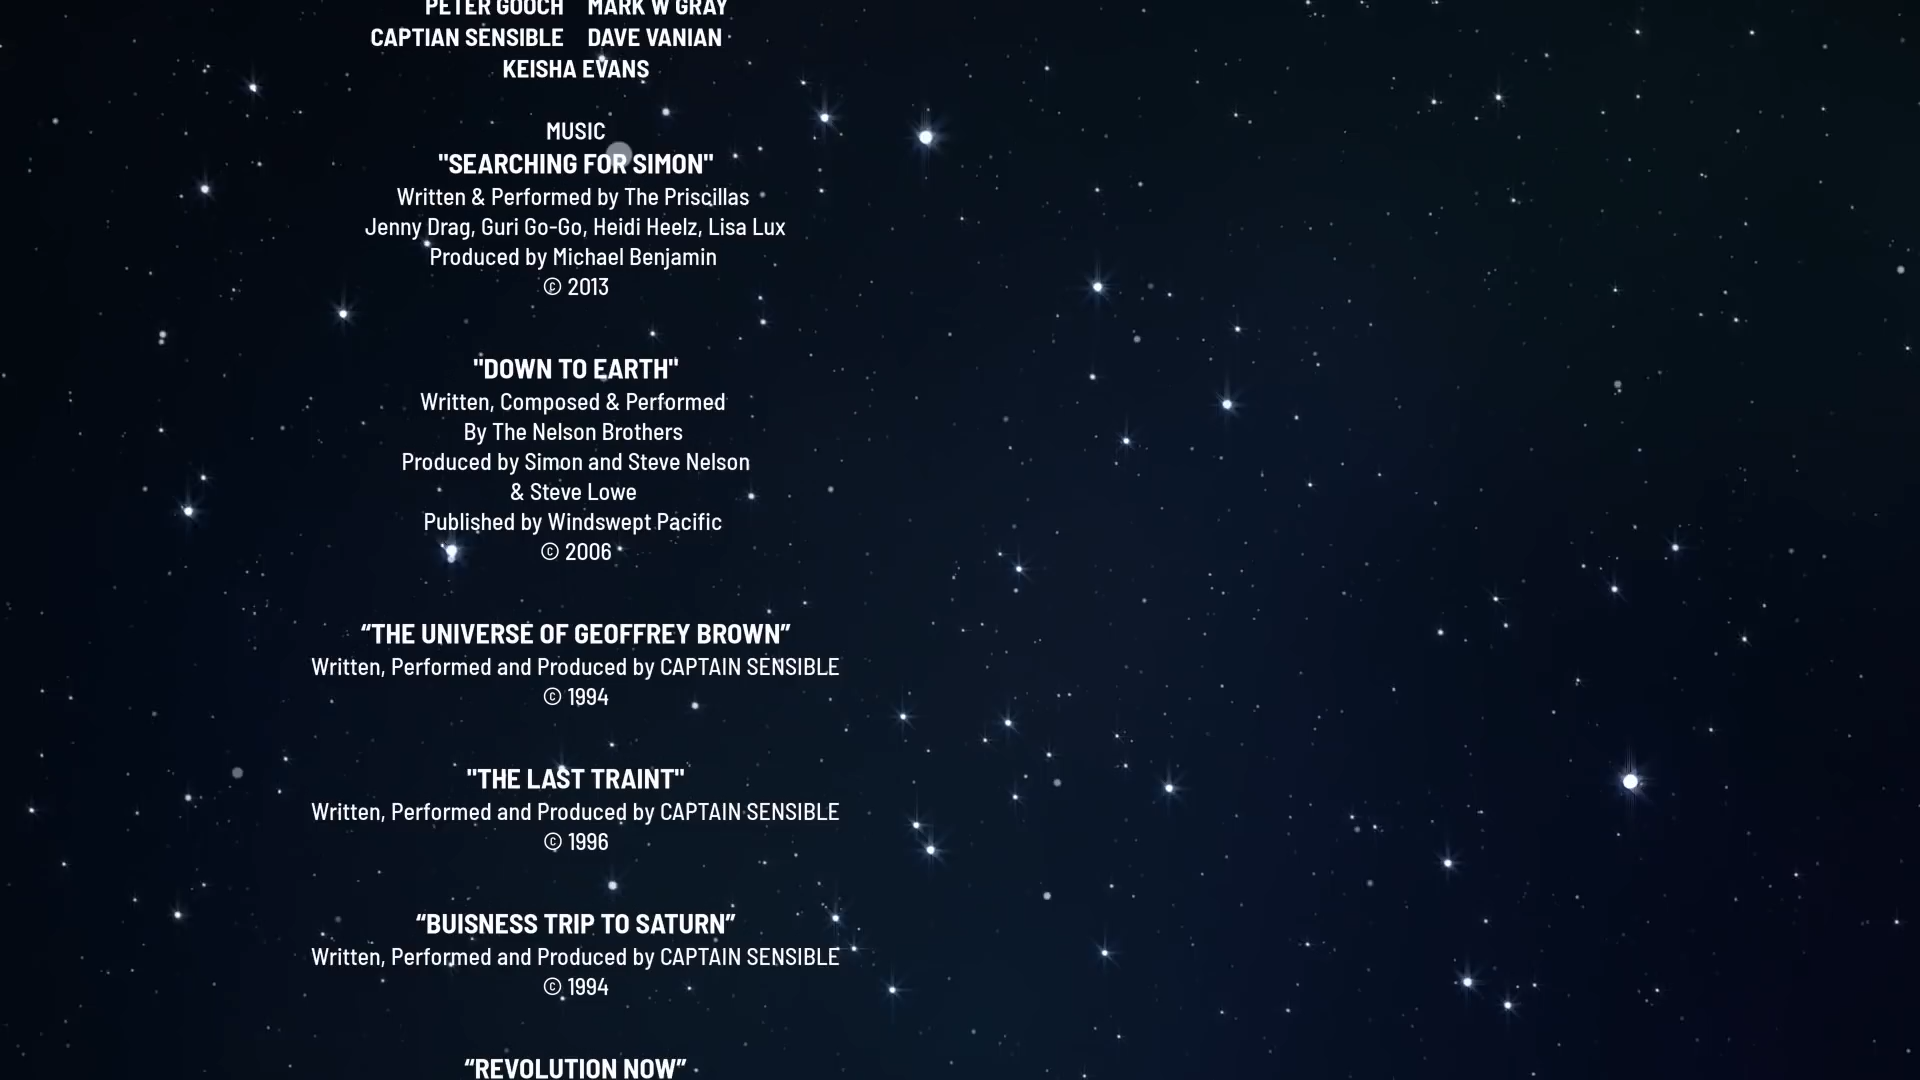 PETER GOOCH MARK W GRAY
CAPTIAN SENSIBLE DAVE VANIAN
KEISHA EVANS
MUSIC
"SEARCHING FOR SIMON"
Written & Performed by The Priscillas
Jenny Drag, Guri Go-Go, Heidi Heelz, Lisa Lux
Produced by Michael Benjamin
© 2013
"DOWN TO EARTH"
Written, Composed & Performed
By The Nelson Brothers
Produced by Simon and Steve Nelson
& Steve Lowe
Published by Windswept Pacific
© 2006
“THE UNIVERSE OF GEOFFREY BROWN”
Written, Performed and Produced by CAPTAIN SENSIBLE
© 1994
"THE LAST TRAINT"
Written, Performed and Produced by CAPTAIN SENSIBLE
© 1996
“BUISNESS TRIP TO SATURN”
Written, Performed and Produced by CAPTAIN SENSIBLE
© 1994
“REVOLUTION NOW”